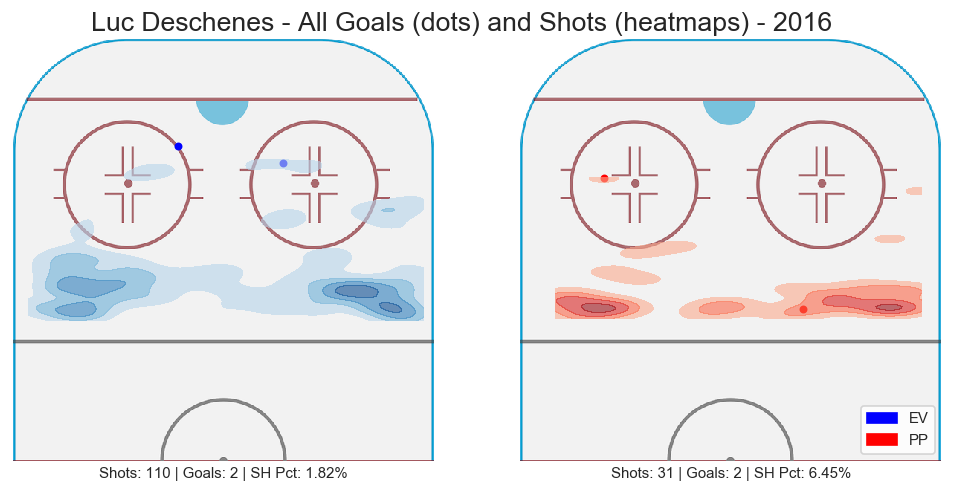 Luc Deschenes - All Goals (dots) and Shots (heatmaps) - 2016
EV
PP
Shots: 110 | Goals: 2 | SH Pct: 1.82%
Shots: 31 | Goals: 2 | SH Pct: 6.45%